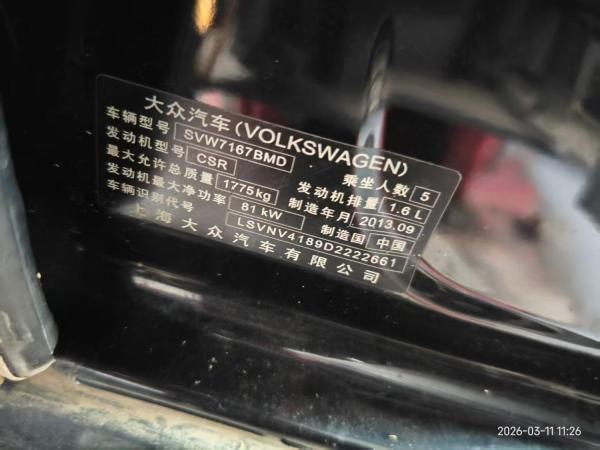 大众汽车(VOLKSWAGEN)
车辆型号 SVW7167BMD 乘坐人数 5
发动机型号 CSR 发动机排量 1.6 L
最大允许总质量 1775kg 制造年月 2013.09
发动机最大净功率 81 kW 制造国 中国
车辆识别代号 LSVNV4189D2222661
上海大众汽车有限公司
2026-03-11 11:26